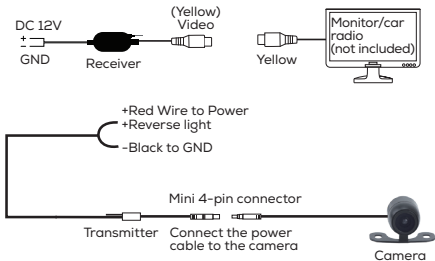 DC 12V
+
-
GND
Receiver
(Yellow)
Video
Yellow
Monitor/car
radio
(not included)
+Red Wire to Power
+Reverse light
-Black to GND
Mini 4-pin connector
Transmitter
Connect the power
cable to the camera
Camera